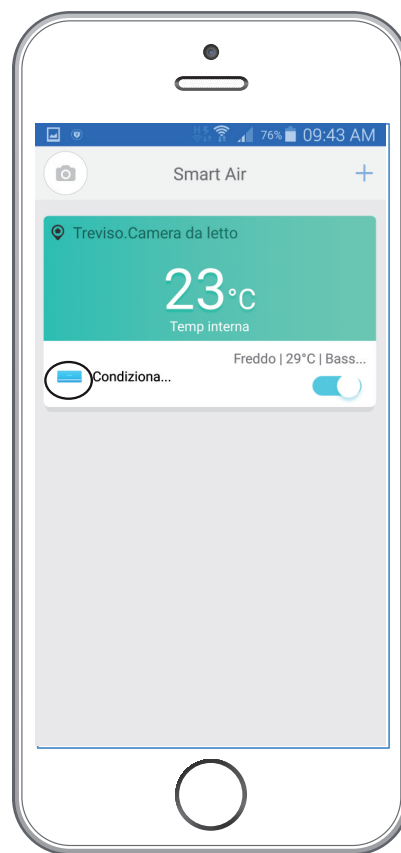 76% 09:43 AM
Smart Air
Treviso.Camera da letto
23°C
Temp interna
Freddo | 29°C | Bass...
Condiziona...